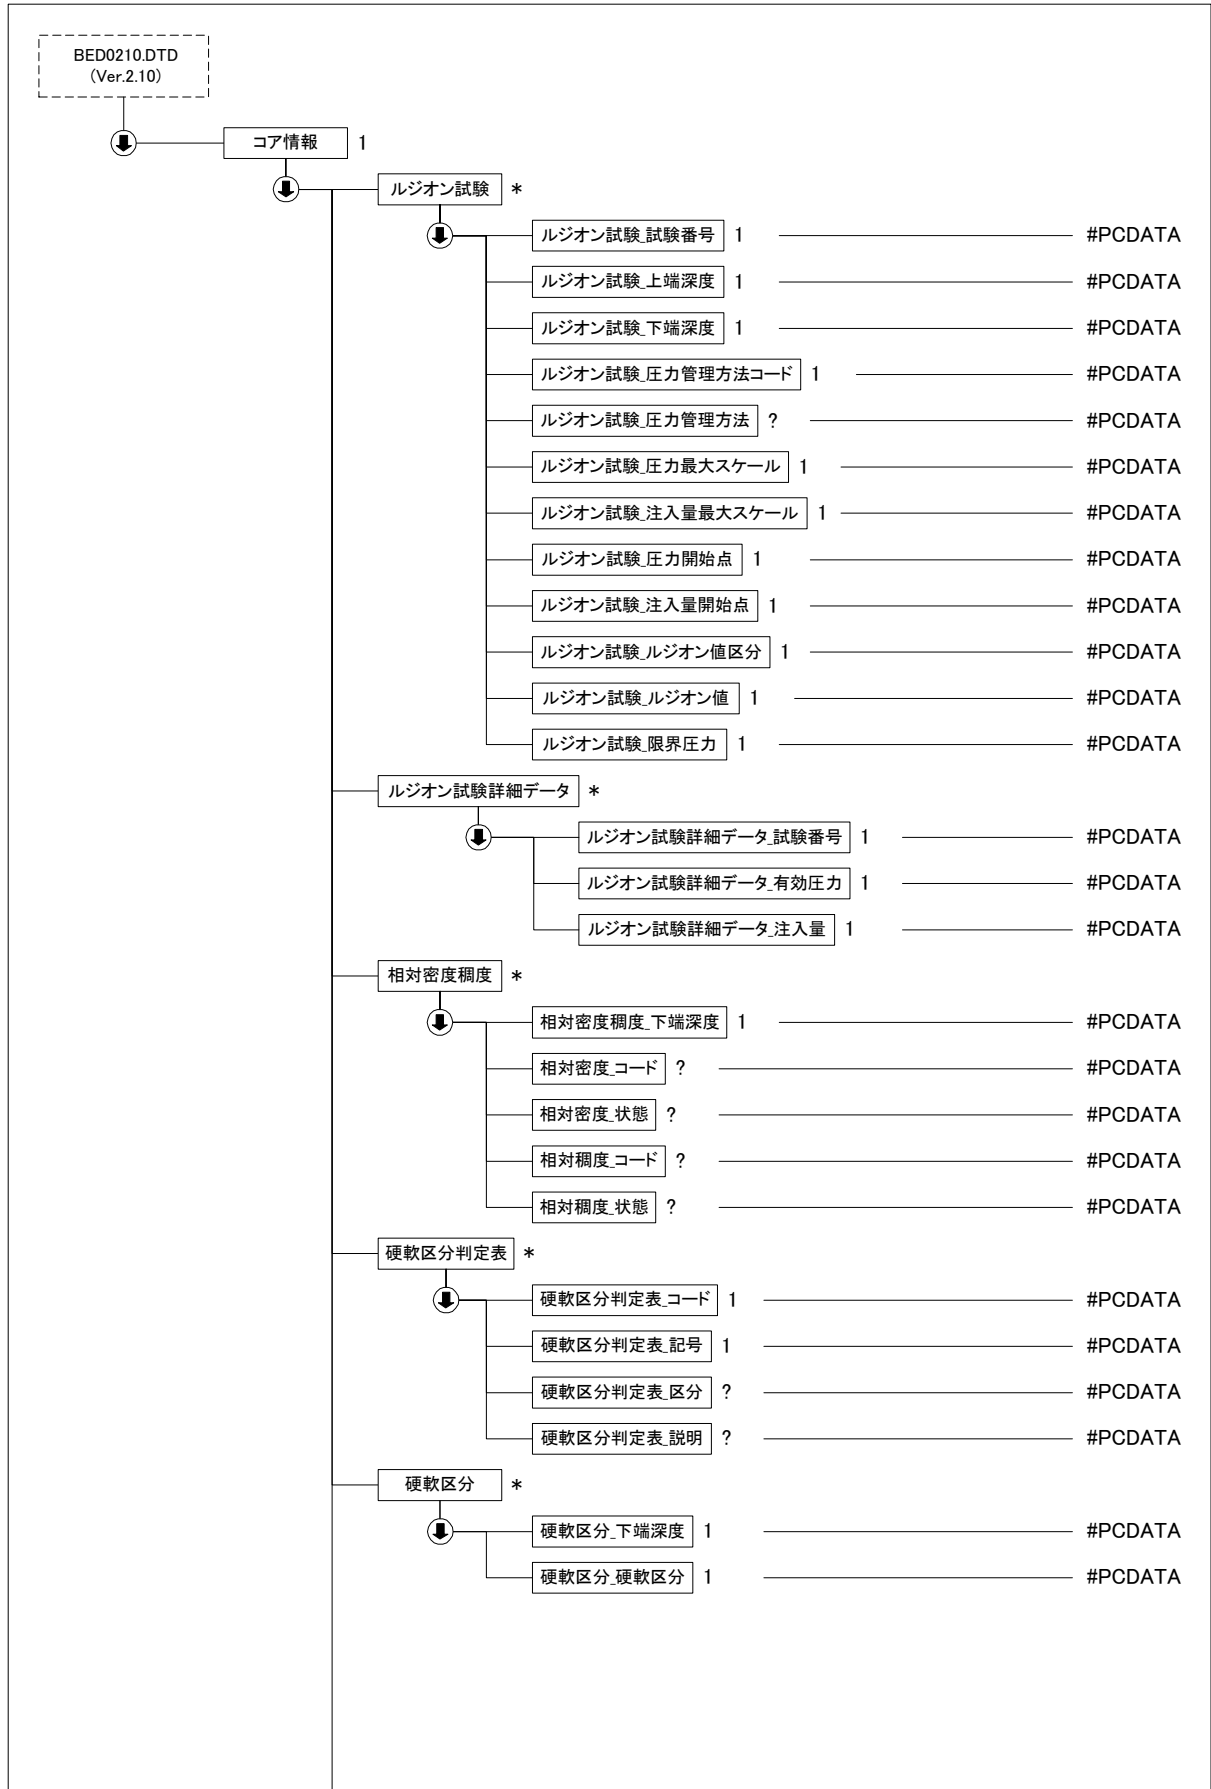 BED0210.DTD
(Ver.2.10)
コア情報 1
ルジオン試験 *
ルジオン試験_試験番号 1 #PCDATA
ルジオン試験_上端深度 1 #PCDATA
ルジオン試験_下端深度 1 #PCDATA
ルジオン試験_圧力管理方法コード 1 #PCDATA
ルジオン試験_圧力管理方法 ? #PCDATA
ルジオン試験_圧力最大スケール 1 #PCDATA
ルジオン試験_注入量最大スケール 1 #PCDATA
ルジオン試験_圧力開始点 1 #PCDATA
ルジオン試験_注入量開始点 1 #PCDATA
ルジオン試験_ルジオン値区分 1 #PCDATA
ルジオン試験_ルジオン値 1 #PCDATA
ルジオン試験_限界圧力 1 #PCDATA
ルジオン試験詳細データ *
ルジオン試験詳細データ_試験番号 1 #PCDATA
ルジオン試験詳細データ_有効圧力 1 #PCDATA
ルジオン試験詳細データ_注入量 1 #PCDATA
相対密度稠度 *
相対密度稠度_下端深度 1 #PCDATA
相対密度_コード ? #PCDATA
相対密度_状態 ? #PCDATA
相対稠度_コード ? #PCDATA
相対稠度_状態 ? #PCDATA
硬軟区分判定表 *
硬軟区分判定表_コード 1 #PCDATA
硬軟区分判定表_記号 1 #PCDATA
硬軟区分判定表_区分 ? #PCDATA
硬軟区分判定表_説明 ? #PCDATA
硬軟区分 *
硬軟区分_下端深度 1 #PCDATA
硬軟区分_硬軟区分 1 #PCDATA